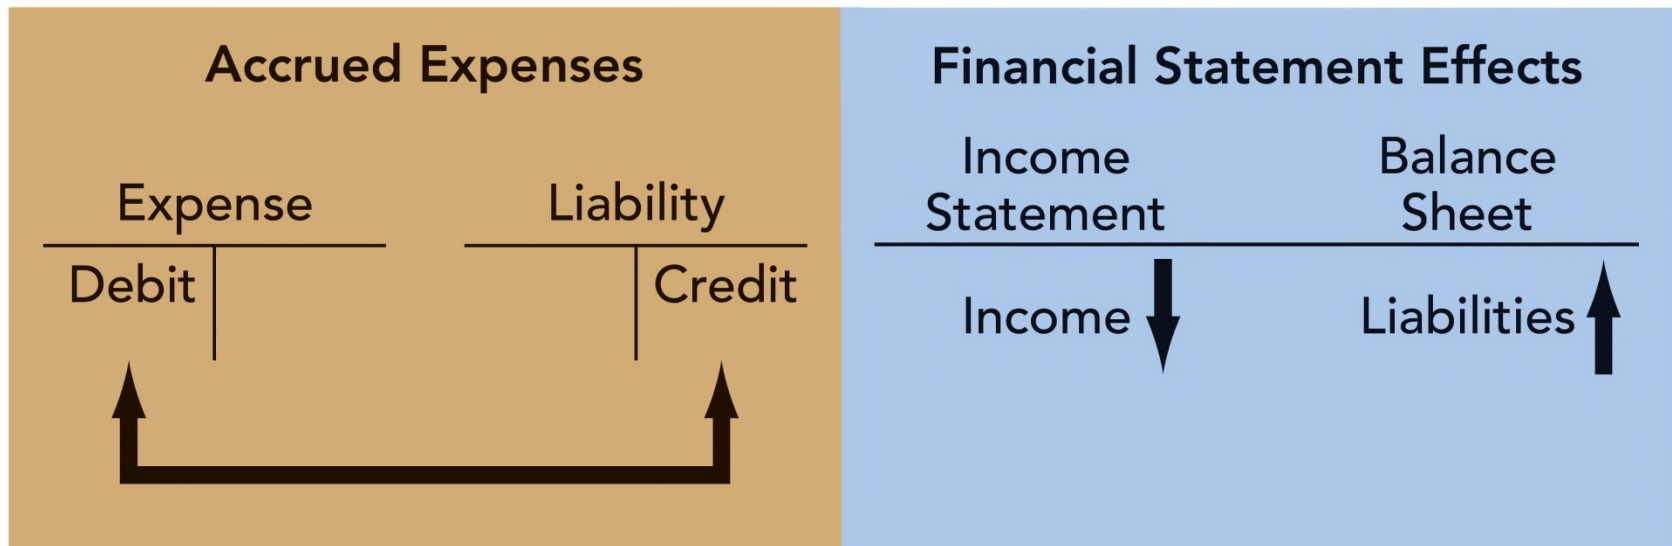 Accrued Expenses
Expense
Liability
Debit
Credit
Financial Statement Effects
Income
Statement
Balance
Sheet
Income
Liabilities